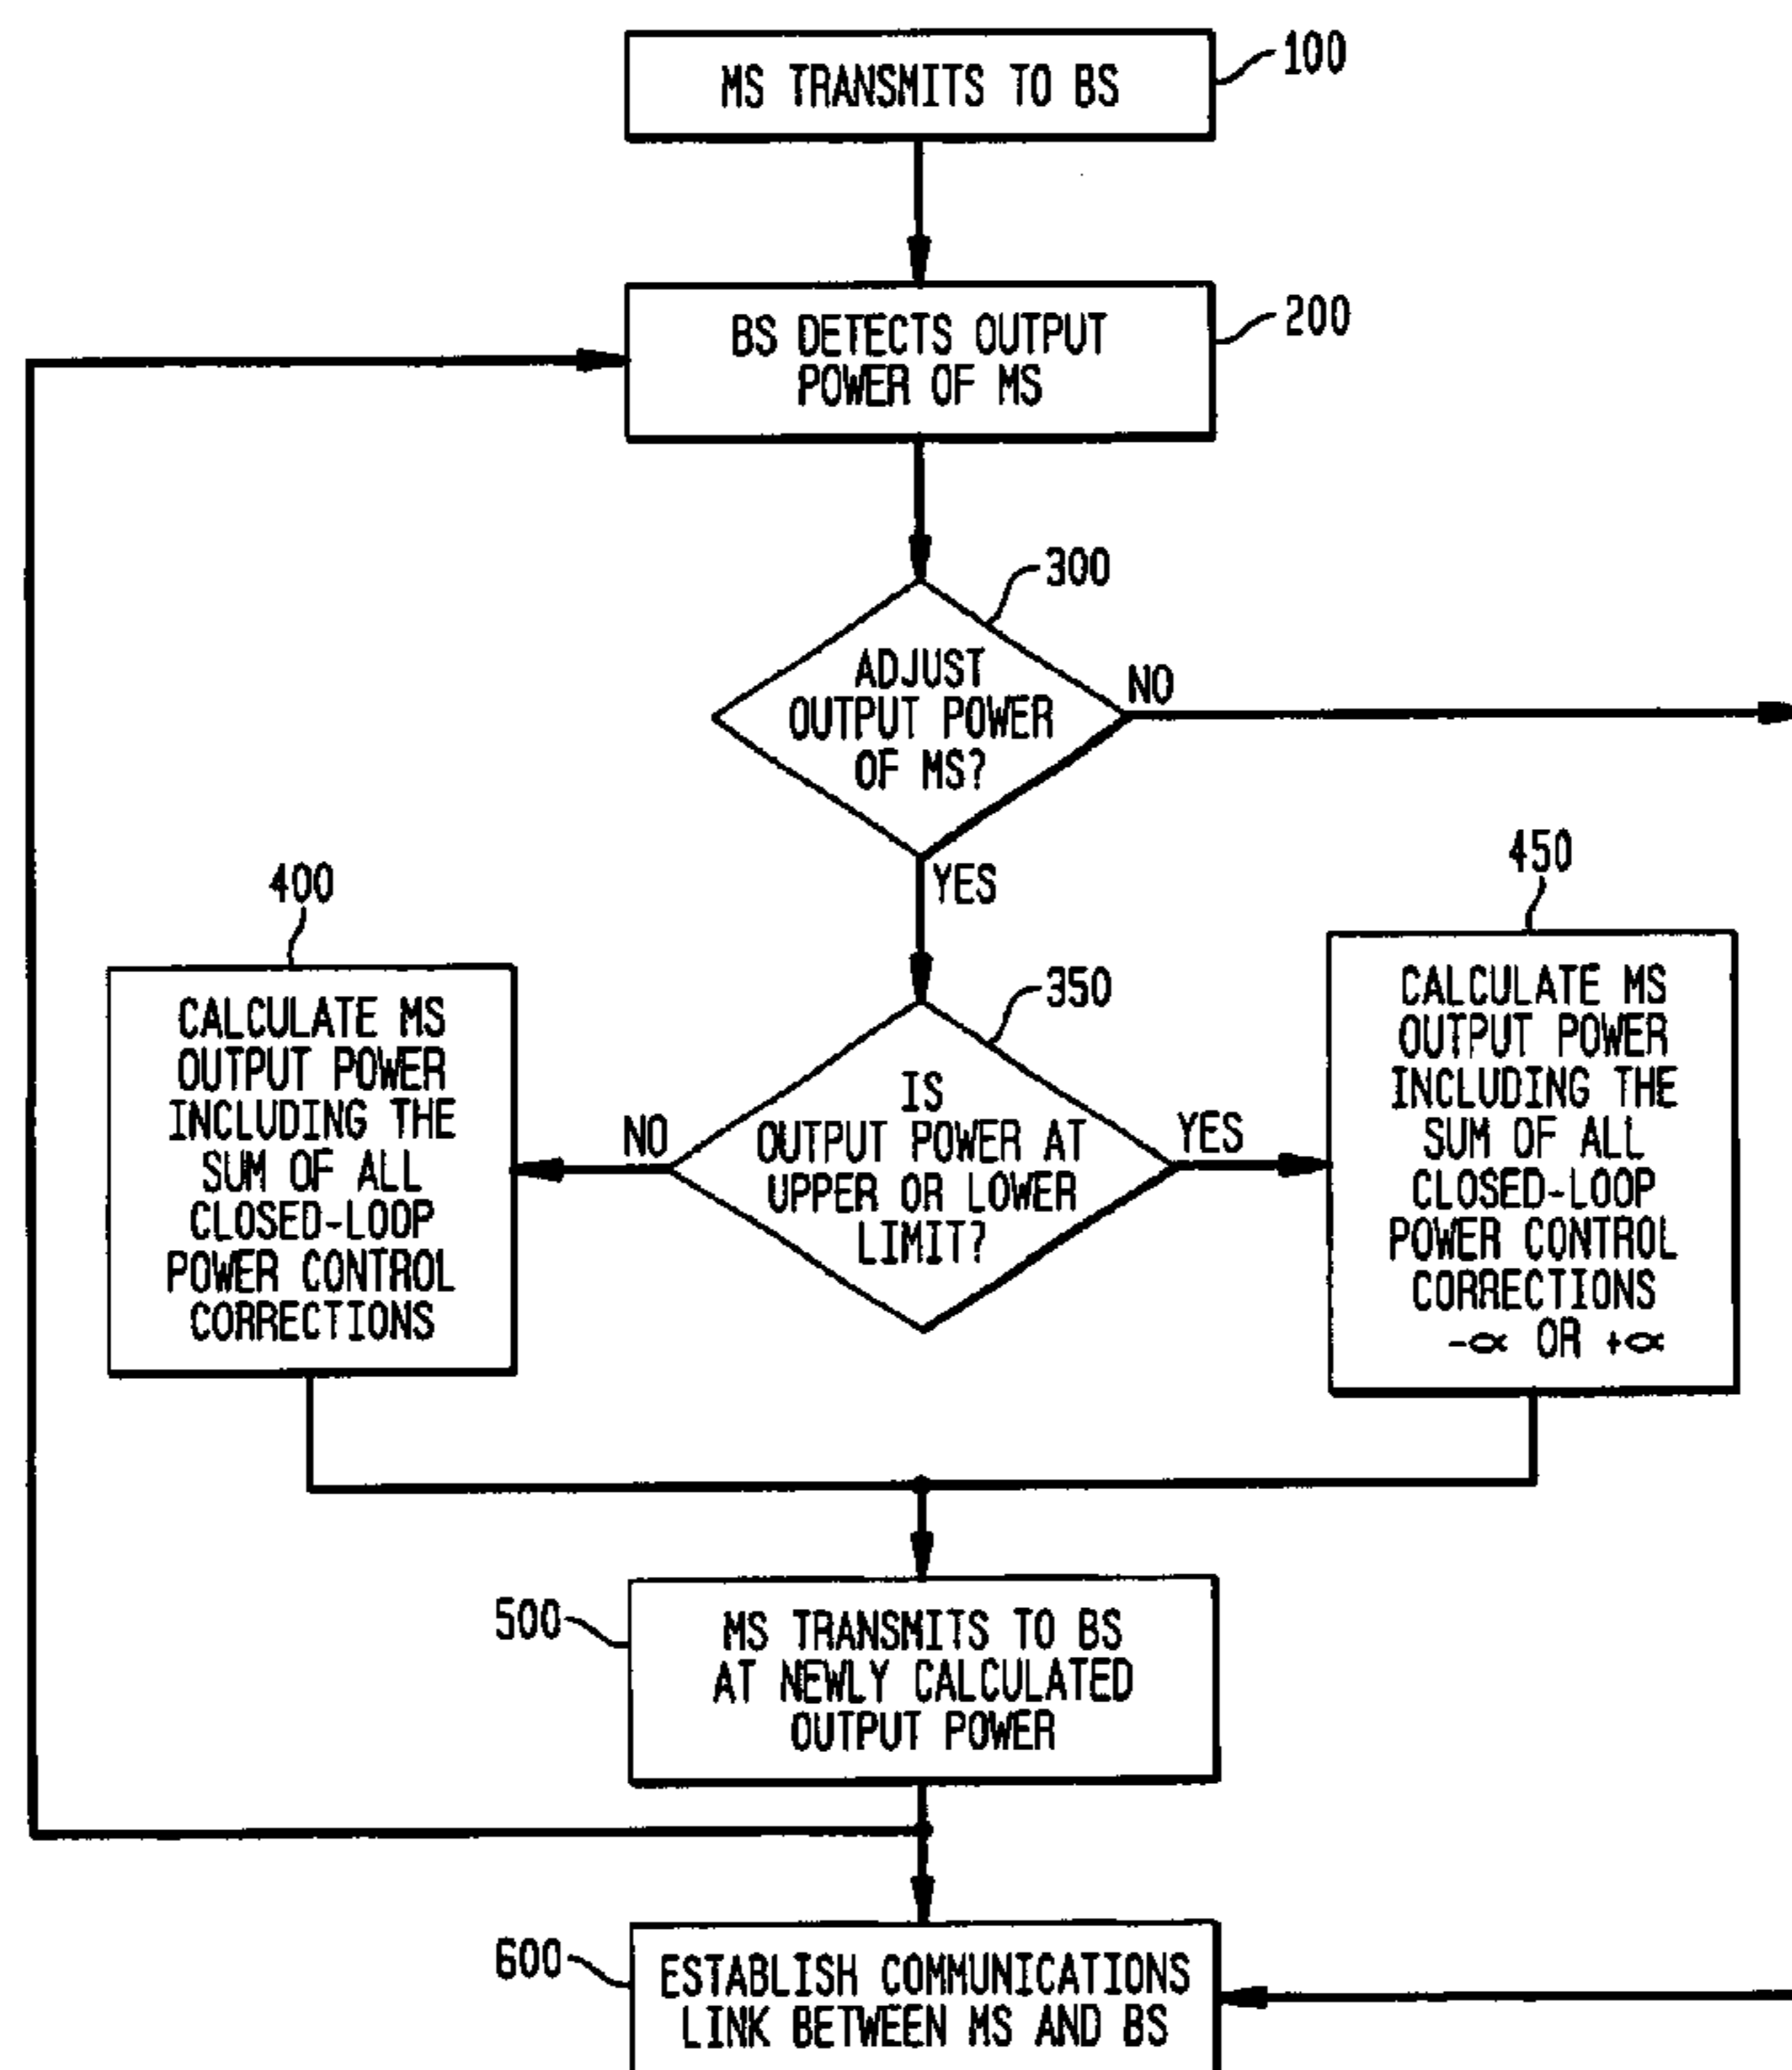 MS TRANSMITS TO BS
100
BS DETECTS OUTPUT
POWER OF MS
200
300
ADJUST
OUTPUT POWER
OF MS?
NO
YES
400
CALCULATE MS
OUTPUT POWER
INCLUDING THE
SUM OF ALL
CLOSED-LOOP
POWER CONTROL
CORRECTIONS
350
IS
OUTPUT POWER AT
UPPER OR LOWER
LIMIT?
NO
YES
450
CALCULATE MS
OUTPUT POWER
INCLUDING THE
SUM OF ALL
CLOSED-LOOP
POWER CONTROL
CORRECTIONS
-α OR +α
500
MS TRANSMITS TO BS
AT NEWLY CALCULATED
OUTPUT POWER
600
ESTABLISH COMMUNICATIONS
LINK BETWEEN MS AND BS